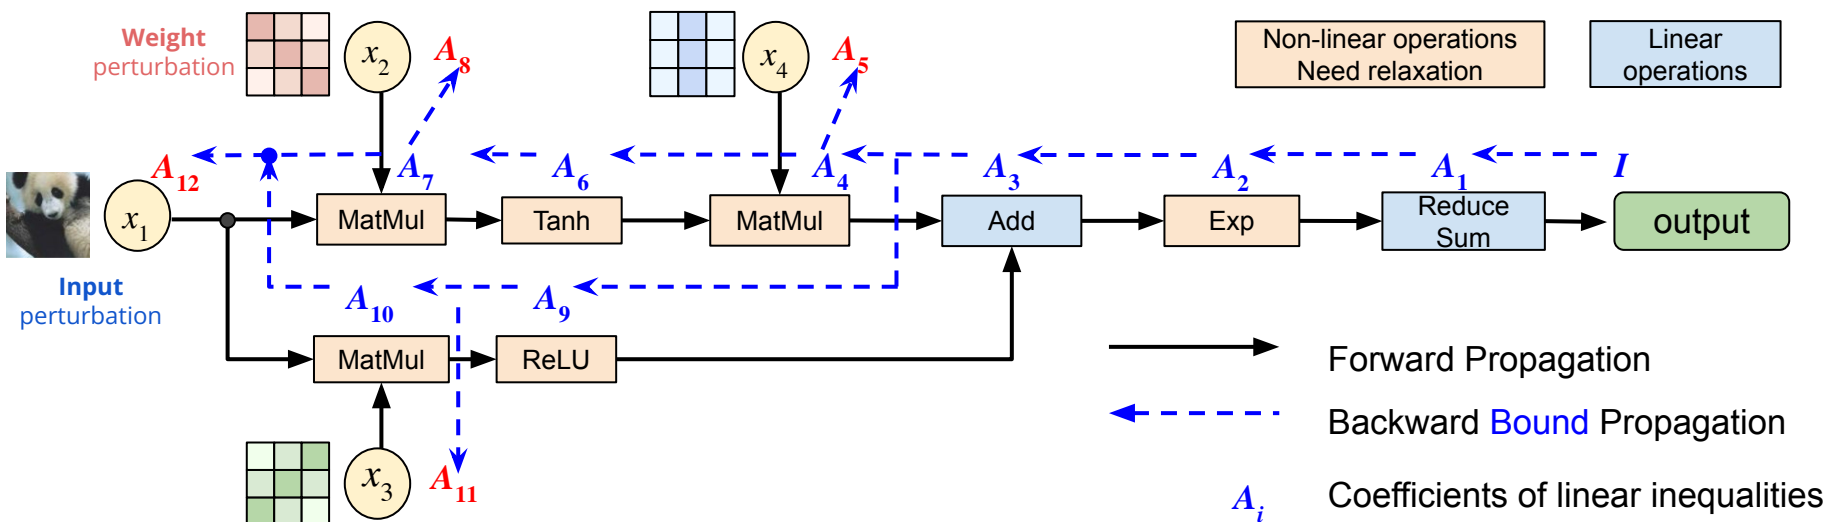 Weight
perturbation
x2
A8
x4
A5
Non-linear operations
Need relaxation
Linear
operations
A12
A7
A6
A4
A3
A2
A1
I
x1
MatMul
Tanh
MatMul
Add
Exp
Reduce
Sum
output
Input
perturbation
A10
A9
MatMul
ReLU
x3
A11
Forward Propagation
Backward Bound Propagation
Ai
Coefficients of linear inequalities